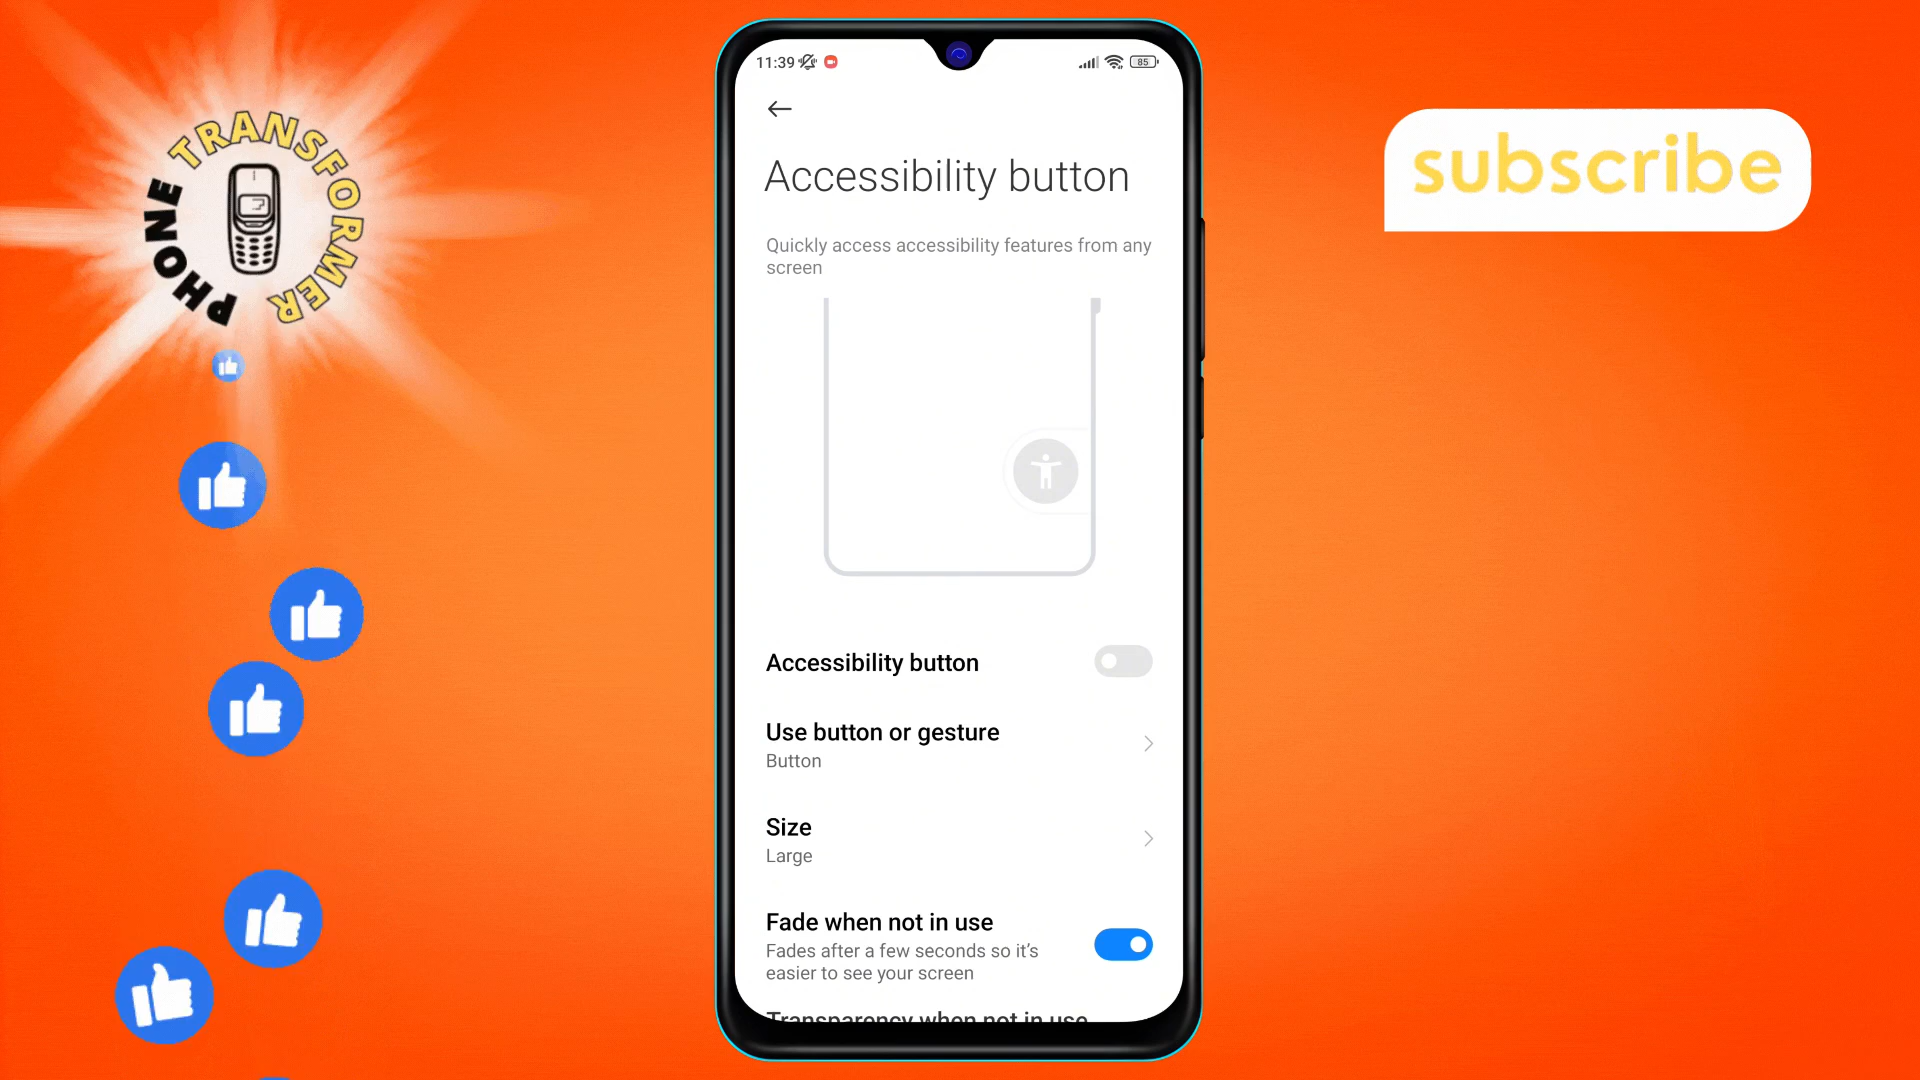 PHONE TRANSFORMER
subscribe
11:39
85
Accessibility button
Quickly access accessibility features from any
screen
Accessibility button
Use button or gesture
Button
Size
Large
Fade when not in use
Fades after a few seconds so it's
easier to see your screen
Transparency when not in use